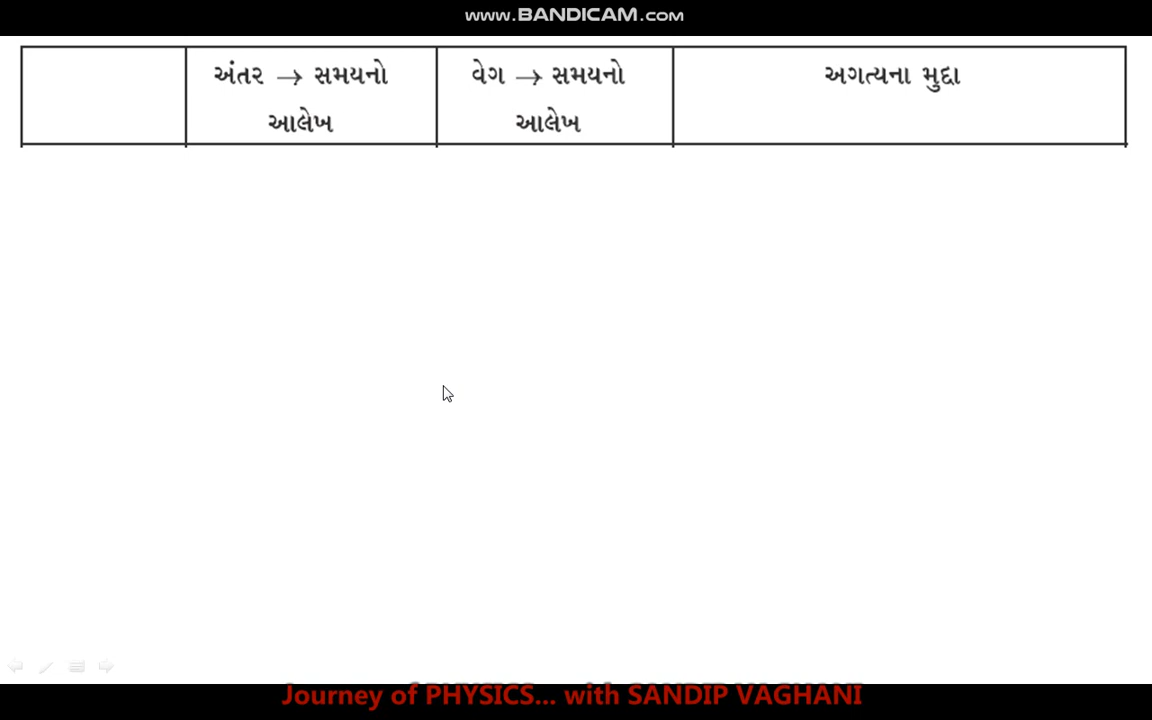 www.BANDICAM.com
અંતર → સમયનો
આલેખ
વેગ → સમયનો
આલેખ
અગત્યના મુદ્દા
Journey of PHYSICS... with SANDIP VAGHANI